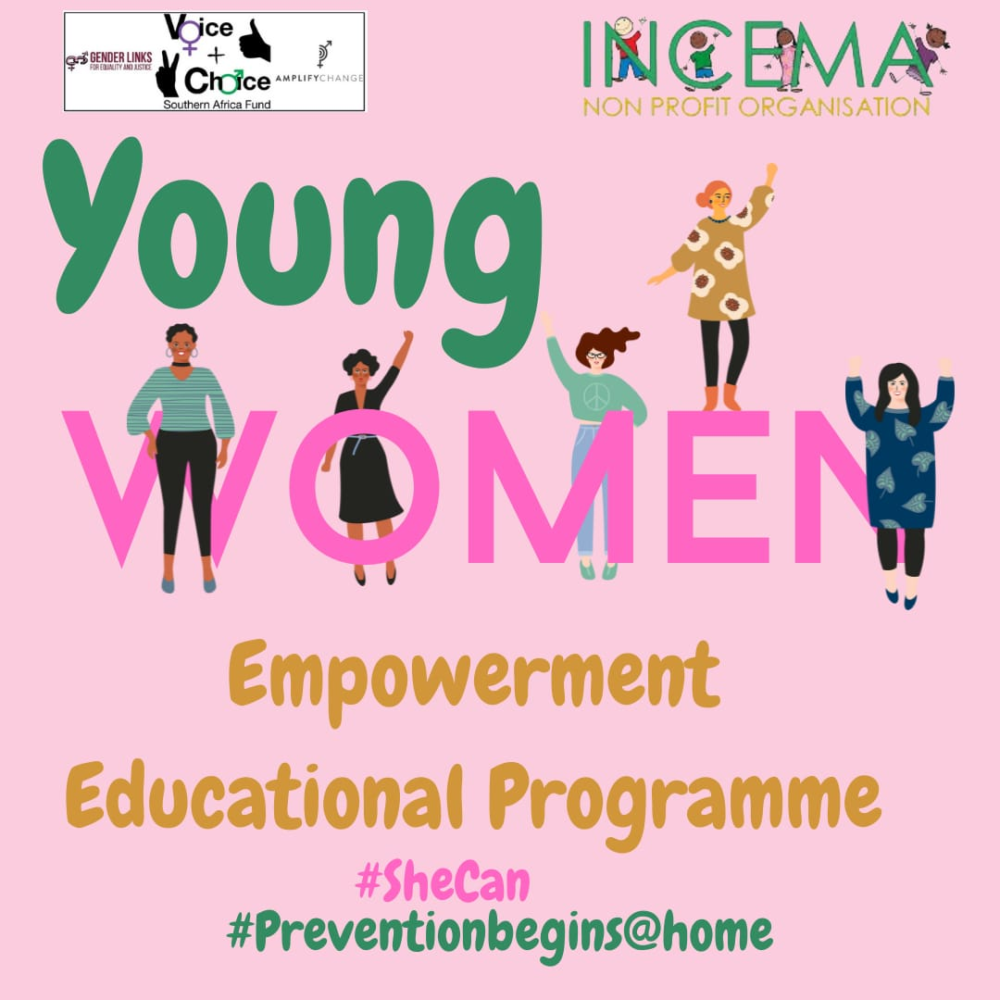 GENDER LINKS
FOR EQUALITY AND JUSTICE
Voice
+
Choice
Southern Africa Fund
AMPLIFYCHANGE
INCEMA
NON PROFIT ORGANISATION
Young
WOMEN
Empowerment
Educational Programme
#SheCan
#Preventionbegins@home